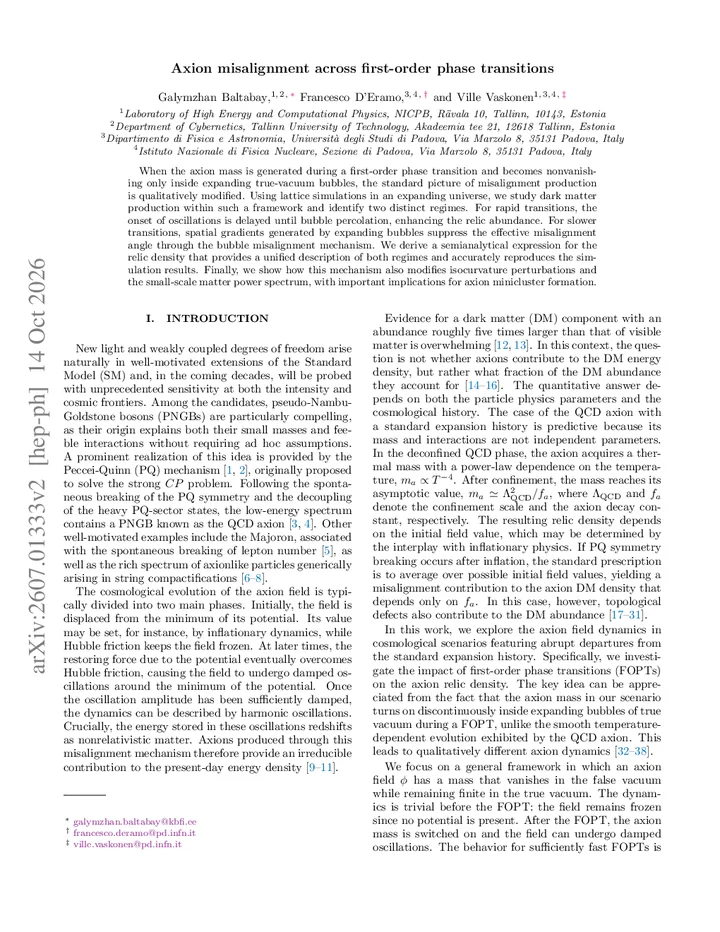 Axion misalignment across first-order phase transitions
Galymzhan Baltabay,1, 2, * Francesco D'Eramo,3, 4, † and Ville Vaskonen1, 3, 4, ‡
1Laboratory of High Energy and Computational Physics, NICPB, Rävala 10, Tallinn, 10143, Estonia
2Department of Cybernetics, Tallinn University of Technology, Akadeemia tee 21, 12618 Tallinn, Estonia
3Dipartimento di Fisica e Astronomia, Università degli Studi di Padova, Via Marzolo 8, 35131 Padova, Italy
4Istituto Nazionale di Fisica Nucleare, Sezione di Padova, Via Marzolo 8, 35131 Padova, Italy
When the axion mass is generated during a first-order phase transition and becomes nonvanish-
ing only inside expanding true-vacuum bubbles, the standard picture of misalignment production
is qualitatively modified. Using lattice simulations in an expanding universe, we study dark matter
production within such a framework and identify two distinct regimes. For rapid transitions, the
onset of oscillations is delayed until bubble percolation, enhancing the relic abundance. For slower
transitions, spatial gradients generated by expanding bubbles suppress the effective misalignment
angle through the bubble misalignment mechanism. We derive a semianalytical expression for the
relic density that provides a unified description of both regimes and accurately reproduces the sim-
ulation results. Finally, we show how this mechanism also modifies isocurvature perturbations and
the small-scale matter power spectrum, with important implications for axion minicluster formation.
arXiv:2607.01333v2 [hep-ph] 14 Oct 2026
I. INTRODUCTION
New light and weakly coupled degrees of freedom arise
naturally in well-motivated extensions of the Standard
Model (SM) and, in the coming decades, will be probed
with unprecedented sensitivity at both the intensity and
cosmic frontiers. Among the candidates, pseudo-Nambu-
Goldstone bosons (PNGBs) are particularly compelling,
as their origin explains both their small masses and fee-
ble interactions without requiring ad hoc assumptions.
A prominent realization of this idea is provided by the
Peccei-Quinn (PQ) mechanism [1, 2], originally proposed
to solve the strong CP problem. Following the sponta-
neous breaking of the PQ symmetry and the decoupling
of the heavy PQ-sector states, the low-energy spectrum
contains a PNGB known as the QCD axion [3, 4]. Other
well-motivated examples include the Majoron, associated
with the spontaneous breaking of lepton number [5], as
well as the rich spectrum of axionlike particles generically
arising in string compactifications [6–8].
The cosmological evolution of the axion field is typi-
cally divided into two main phases. Initially, the field is
displaced from the minimum of its potential. Its value
may be set, for instance, by inflationary dynamics, while
Hubble friction keeps the field frozen. At later times, the
restoring force due to the potential eventually overcomes
Hubble friction, causing the field to undergo damped os-
cillations around the minimum of the potential. Once
the oscillation amplitude has been sufficiently damped,
the dynamics can be described by harmonic oscillations.
Crucially, the energy stored in these oscillations redshifts
as nonrelativistic matter. Axions produced through this
misalignment mechanism therefore provide an irreducible
contribution to the present-day energy density [9–11].
* galymzhan.baltabay@kbfi.ee
† francesco.deramo@pd.infn.it
‡ ville.vaskonen@pd.infn.it
Evidence for a dark matter (DM) component with an
abundance roughly five times larger than that of visible
matter is overwhelming [12, 13]. In this context, the ques-
tion is not whether axions contribute to the DM energy
density, but rather what fraction of the DM abundance
they account for [14–16]. The quantitative answer de-
pends on both the particle physics parameters and the
cosmological history. The case of the QCD axion with
a standard expansion history is predictive because its
mass and interactions are not independent parameters.
In the deconfined QCD phase, the axion acquires a ther-
mal mass with a power-law dependence on the tempera-
ture, mₐ ∝ T⁻⁴. After confinement, the mass reaches its
asymptotic value, mₐ ≃ Λ²QCD/fₐ, where ΛQCD and fₐ
denote the confinement scale and the axion decay con-
stant, respectively. The resulting relic density depends
on the initial field value, which may be determined by
the interplay with inflationary physics. If PQ symmetry
breaking occurs after inflation, the standard prescription
is to average over possible initial field values, yielding a
misalignment contribution to the axion DM density that
depends only on fₐ. In this case, however, topological
defects also contribute to the DM abundance [17–31].
In this work, we explore the axion field dynamics in
cosmological scenarios featuring abrupt departures from
the standard expansion history. Specifically, we investi-
gate the impact of first-order phase transitions (FOPTs)
on the axion relic density. The key idea can be appre-
ciated from the fact that the axion mass in our scenario
turns on discontinuously inside expanding bubbles of true
vacuum during a FOPT, unlike the smooth temperature-
dependent evolution exhibited by the QCD axion. This
leads to qualitatively different axion dynamics [32–38].
We focus on a general framework in which an axion
field ϕ has a mass that vanishes in the false vacuum
while remaining finite in the true vacuum. The dynam-
ics is trivial before the FOPT: the field remains frozen
since no potential is present. After the FOPT, the axion
mass is switched on and the field can undergo damped
oscillations. The behavior for sufficiently fast FOPTs is